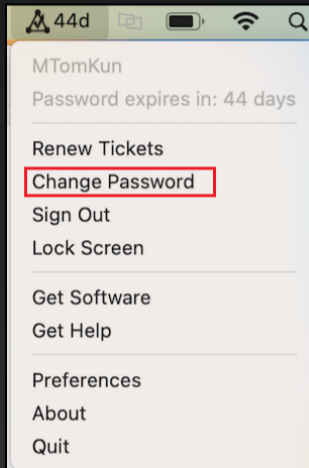 44d
MTomKun
Password expires in: 44 days
Renew Tickets
Change Password
Sign Out
Lock Screen
Get Software
Get Help
Preferences
About
Quit